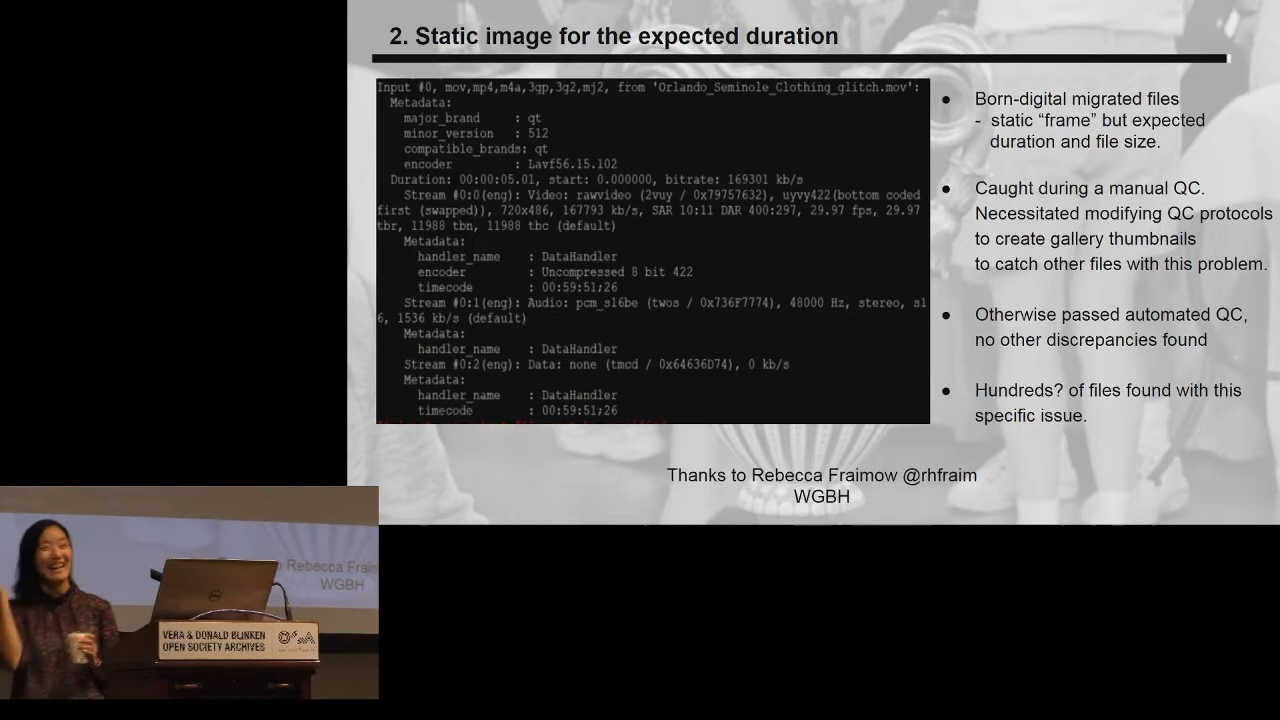 2. Static image for the expected duration
Input #0, mov,mp4,m4a,3gp,3g2,mj2, from 'Orlando_Seminole_Clothing_glitch.mov':
Metadata:
major_brand : qt
minor_version : 512
compatible_brands: qt
encoder : Lavf56.15.102
Duration: 00:00:05.01, start: 0.000000, bitrate: 169301 kb/s
Stream #0:0(eng): Video: rawvideo (2vuy / 0x79757632), uyvy422(bottom coded
first (swapped)), 720x486, 167793 kb/s, SAR 10:11 DAR 400:297, 29.97 fps, 29.97
tbr, 11988 tbn, 11988 tbc (default)
Metadata:
handler_name : DataHandler
encoder : Uncompressed 8 bit 422
timecode : 00:59:51;26
Stream #0:1(eng): Audio: pcm_s16be (twos / 0x736F7774), 48000 Hz, stereo, s1
6, 1536 kb/s (default)
Metadata:
handler_name : DataHandler
Stream #0:2(eng): Data: none (tmcd / 0x64636D74), 0 kb/s
Metadata:
handler_name : DataHandler
timecode : 00:59:51;26
● Born-digital migrated files
- static “frame” but expected
duration and file size.
● Caught during a manual QC.
Necessitated modifying QC protocols
to create gallery thumbnails
to catch other files with this problem.
● Otherwise passed automated QC,
no other discrepancies found
● Hundreds? of files found with this
specific issue.
Thanks to Rebecca Fraimow @rhfraim
WGBH
Rebecca Fraim
WGBH
VERA & DONALD BLINKEN
OPEN SOCIETY ARCHIVES